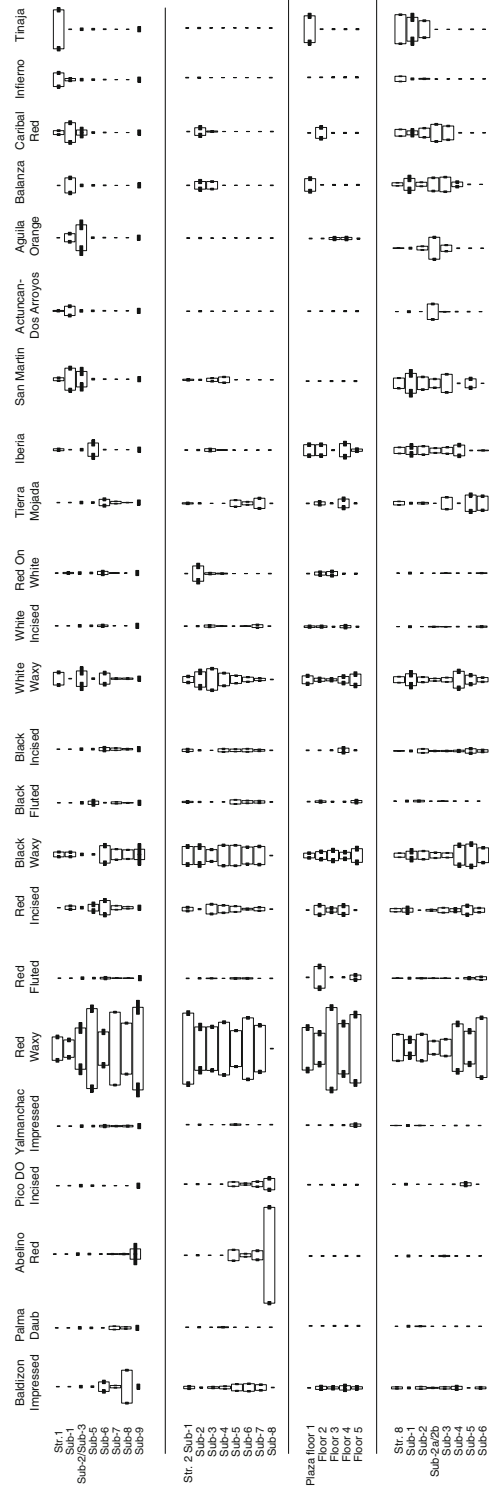 Baldizon
Impressed
Palma
Daub
Abelino
Red
Pico DO
Incised
Yalmanchac
Impressed
Red
Waxy
Red
Fluted
Red
Incised
Black
Waxy
Black
Fluted
Black
Incised
White
Waxy
White
Incised
Red On
White
Tierra
Mojada
Iberia
San Martin
Actuncan-
Dos Arroyos
Aguila
Orange
Balanza
Caribal
Red
Infierno
Tinaja
Str.1
Sub-1
Sub-2/Sub-3
Sub-5
Sub-6
Sub-7
Sub-8
Sub-9
Str. 2 Sub-1
Sub-2
Sub-3
Sub-4
Sub-5
Sub-6
Sub-7
Sub-8
Plaza floor 1
Floor 2
Floor 3
Floor 4
Floor 5
Str. 8
Sub-1
Sub-2
Sub-2a/2b
Sub-3
Sub-4
Sub-5
Sub-6